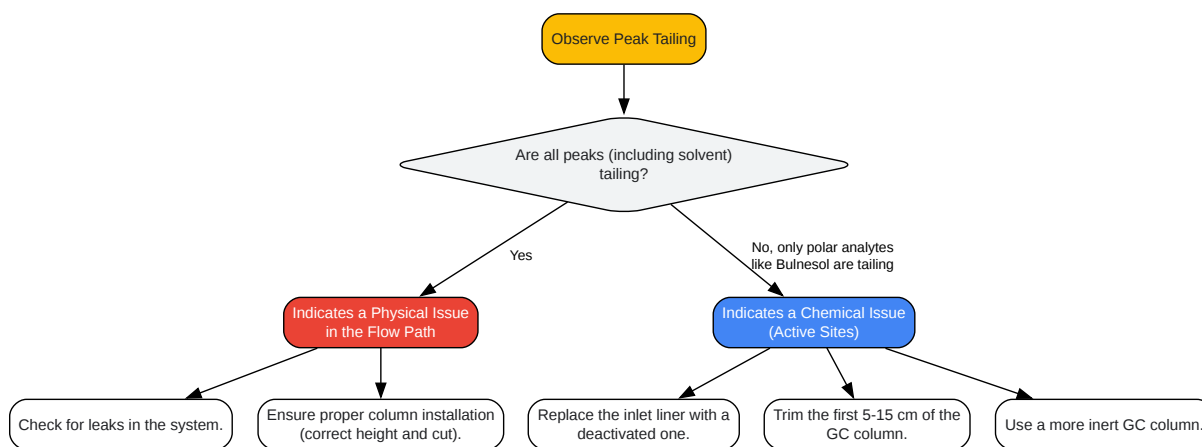 Observe Peak Tailing
Are all peaks (including solvent)
tailing?
Yes
No, only polar analytes
like Bulnesol are tailing
Indicates a Physical Issue
in the Flow Path
Indicates a Chemical Issue
(Active Sites)
Check for leaks in the system.
Ensure proper column installation
(correct height and cut).
Replace the inlet liner with a
deactivated one.
Trim the first 5-15 cm of the
GC column.
Use a more inert GC column